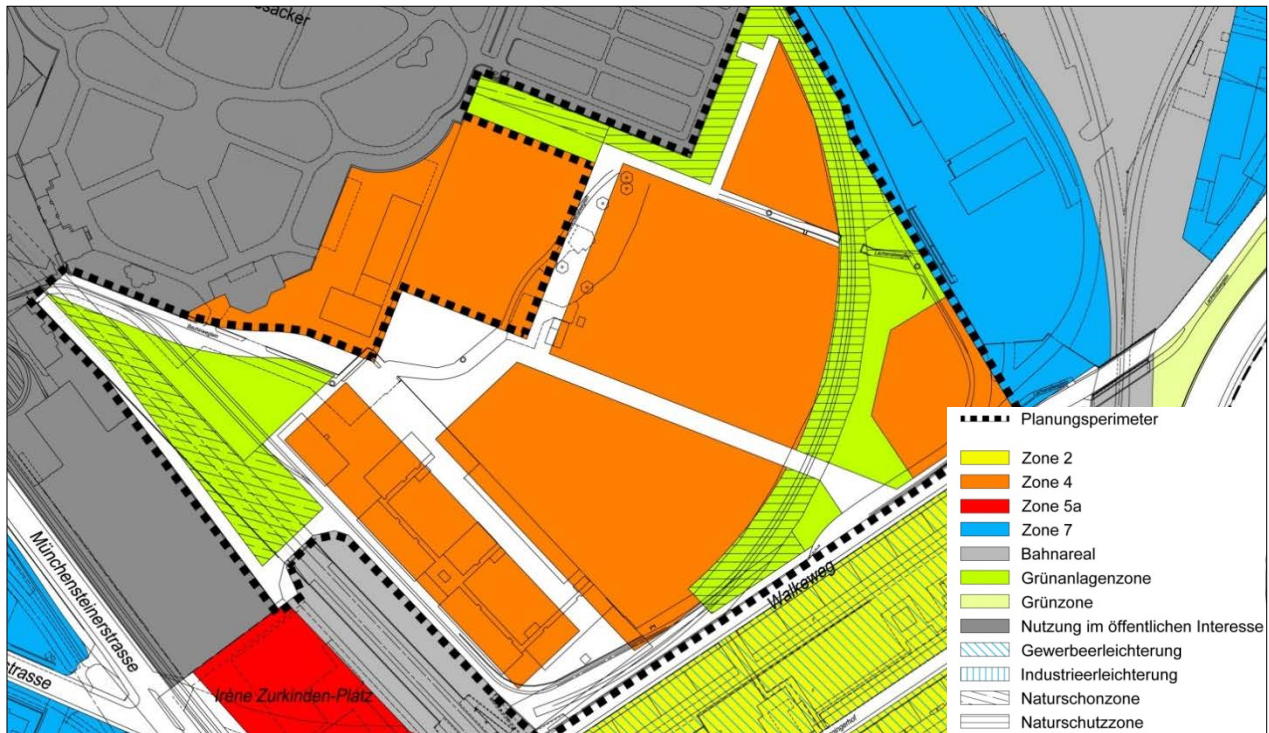 Walkeweg
Münchensteinerstrasse
strasse
Irène Zurkinden-Platz
Planungsperimeter
Zone 2
Zone 4
Zone 5a
Zone 7
Bahnareal
Grünanlagenzone
Grünzone
Nutzung im öffentlichen Interesse
Gewerbeerleichterung
Industrieerleichterung
Naturschonzone
Naturschutzzone